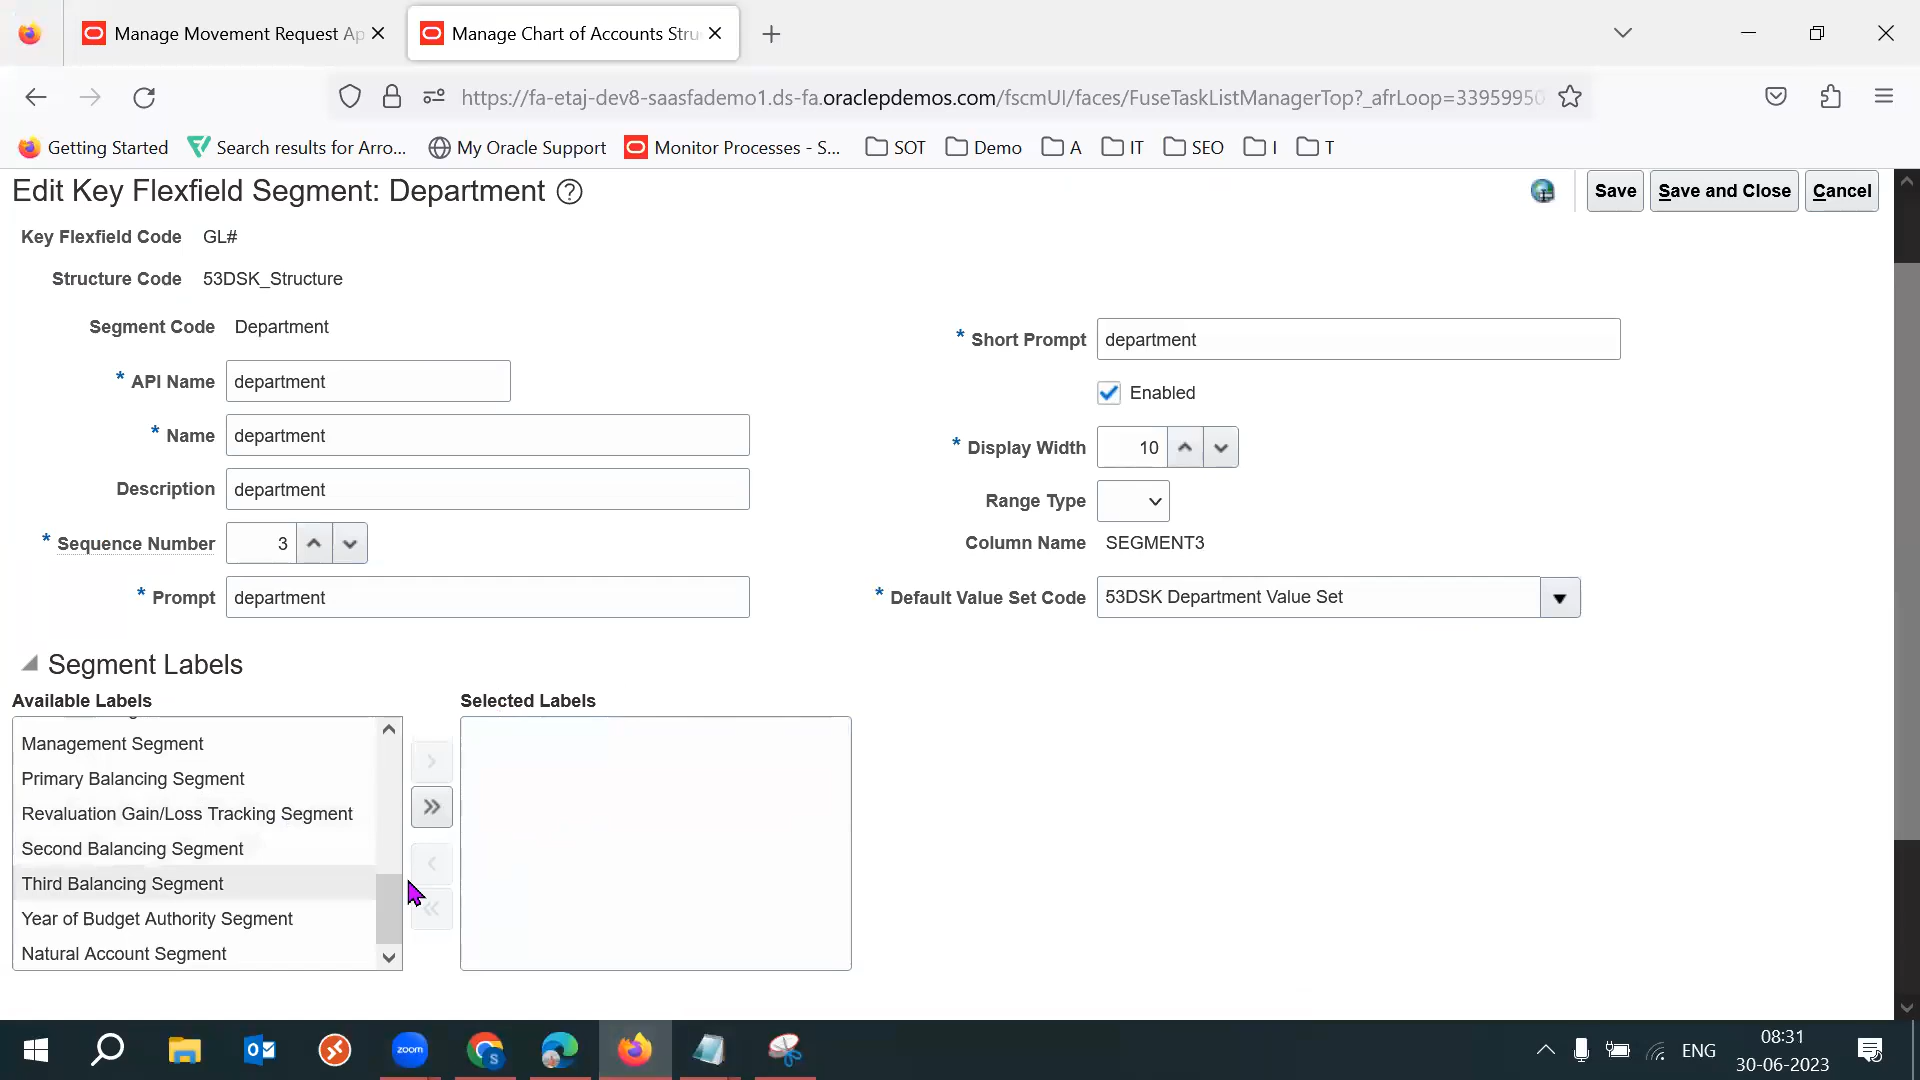 Manage Movement Request Ap
Manage Chart of Accounts Stru
https://fa-etaj-dev8-saasfademo1.ds-fa.oraclepdemos.com/fscmUI/faces/FuseTaskListManagerTop?_afrLoop=33959950
Getting Started
Search results for Arro...
My Oracle Support
Monitor Processes - S...
SOT
Demo
A
IT
SEO
I
T
Edit Key Flexfield Segment: Department ?
Save
Save and Close
Cancel
Key Flexfield Code GL#
Structure Code 53DSK_Structure
Segment Code Department
* API Name department
* Name department
Description department
* Sequence Number 3
* Prompt department
* Short Prompt department
Enabled
* Display Width 10
Range Type
Column Name SEGMENT3
* Default Value Set Code 53DSK Department Value Set
Segment Labels
Available Labels
Management Segment
Primary Balancing Segment
Revaluation Gain/Loss Tracking Segment
Second Balancing Segment
Third Balancing Segment
Year of Budget Authority Segment
Natural Account Segment
Selected Labels
zoom
S
ENG
08:31
30-06-2023